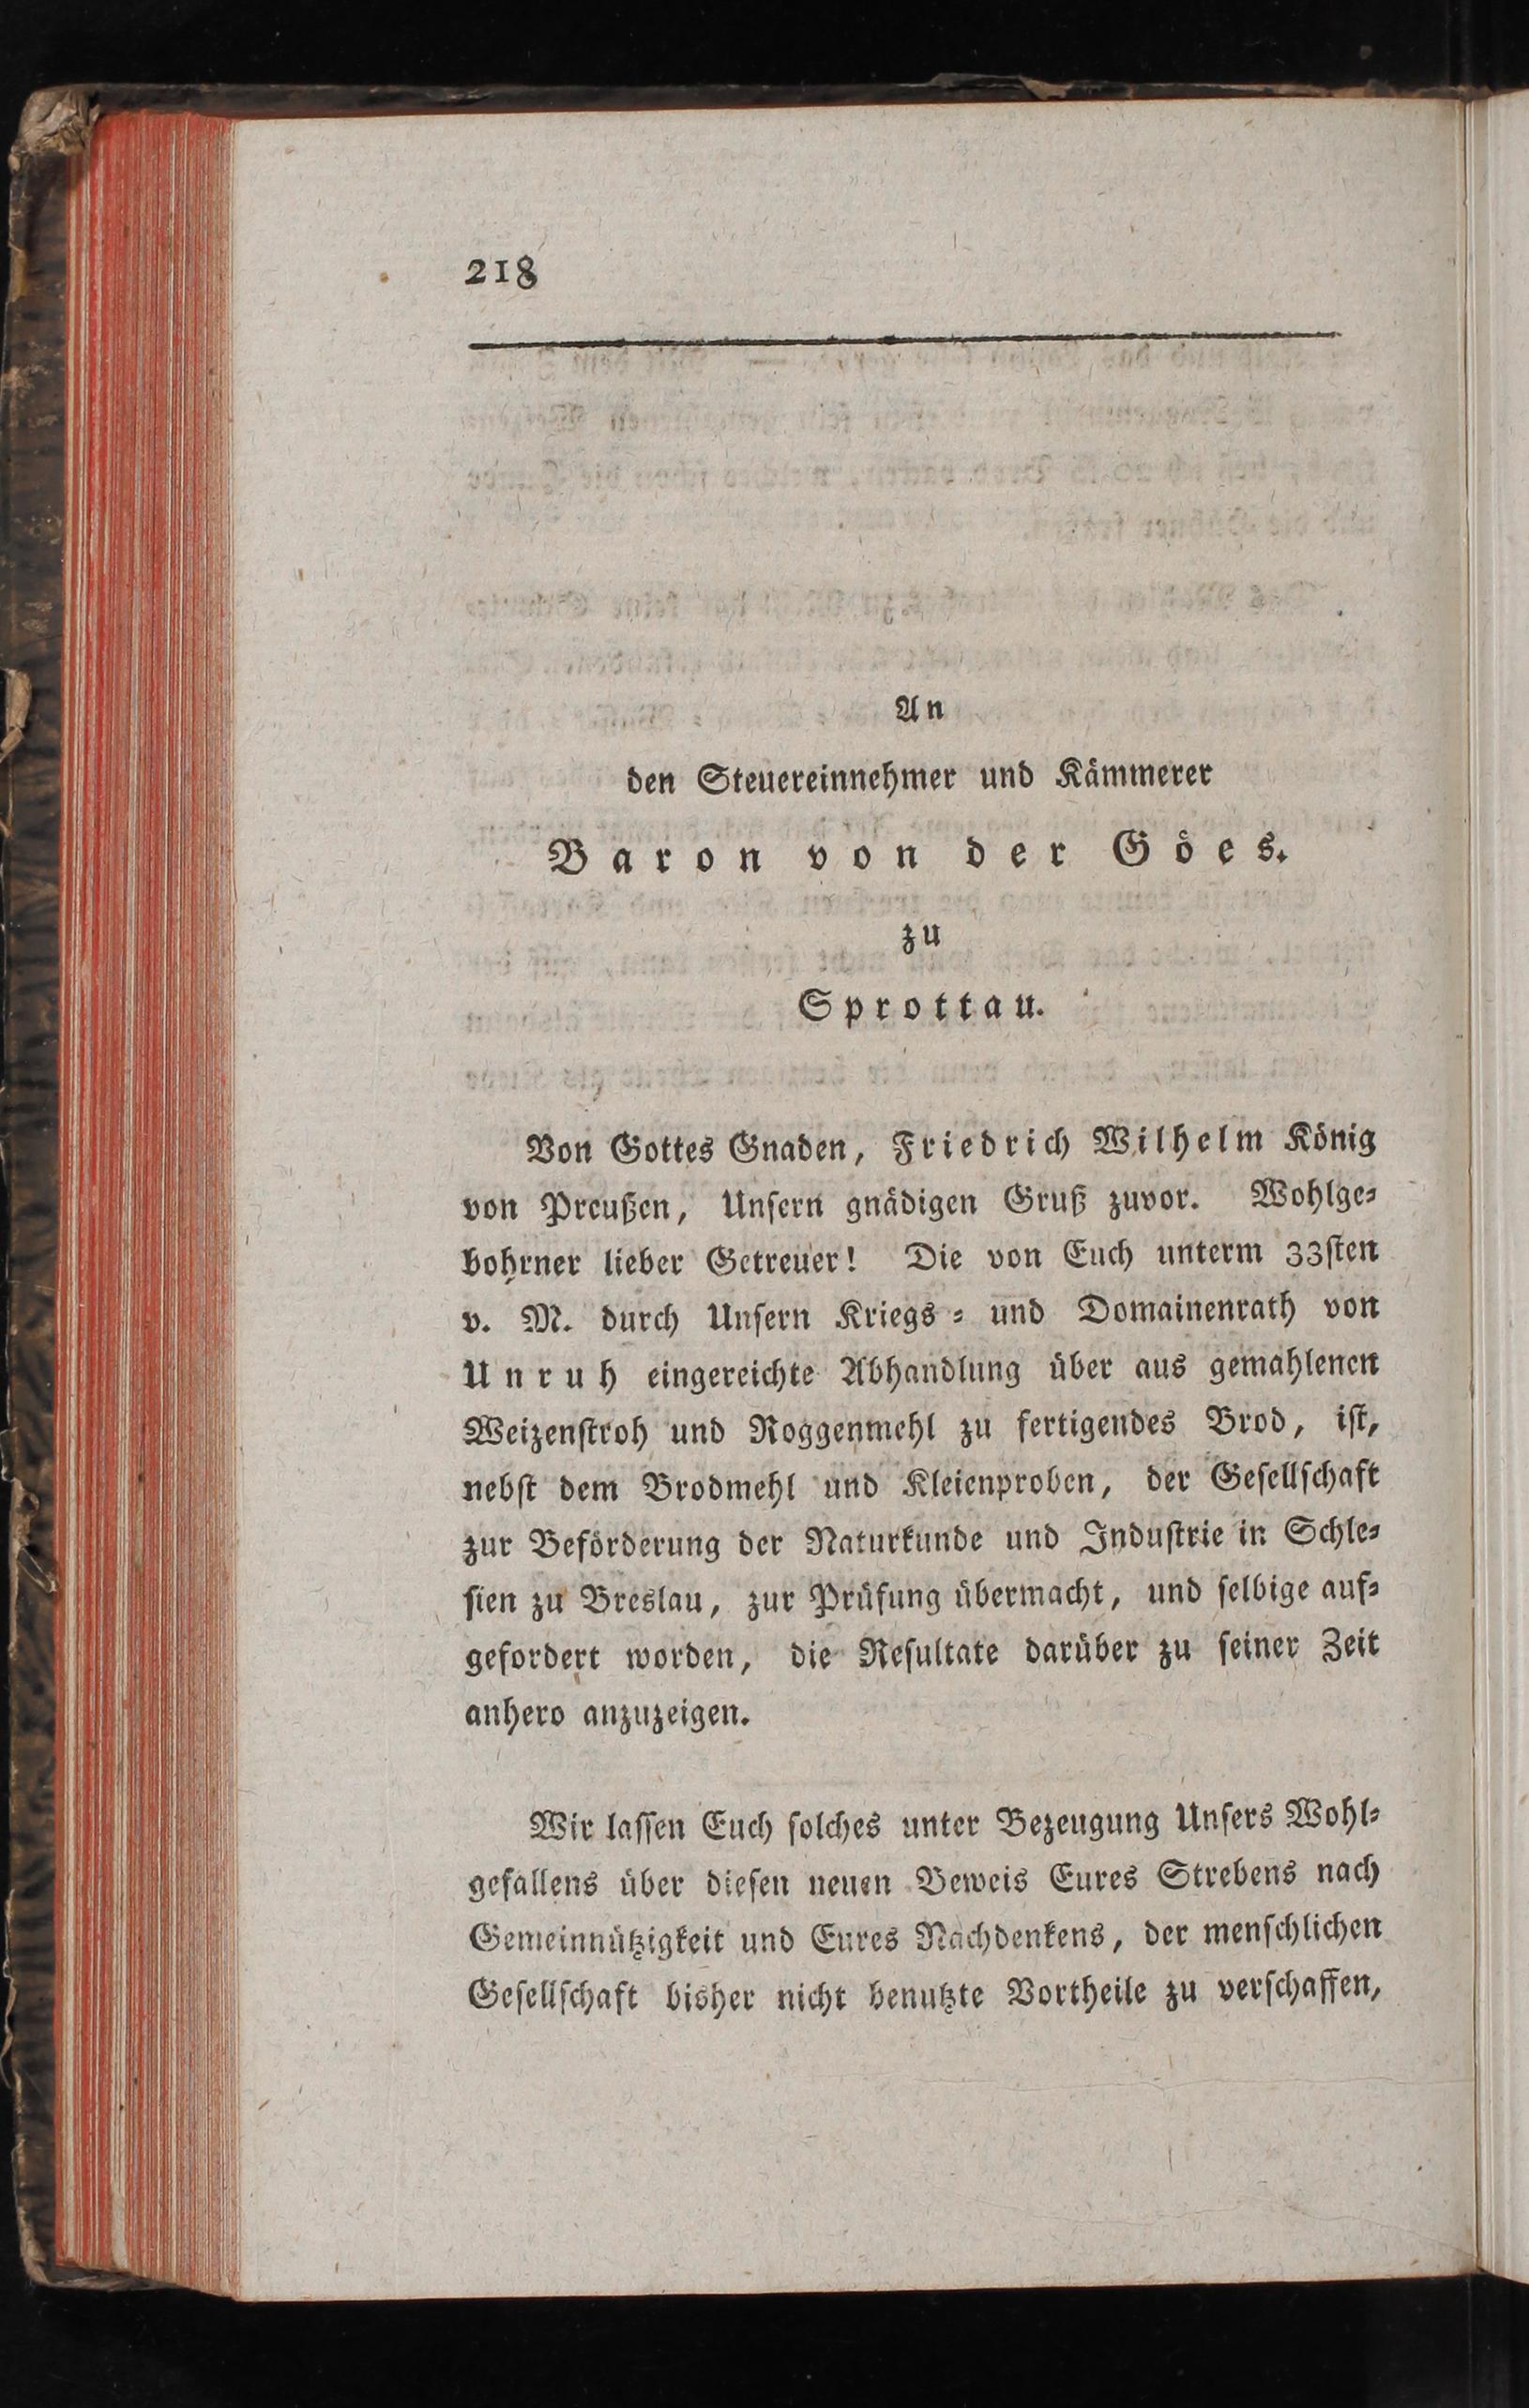 218
An
den Steuereinnehmer und Kämmerer
Baron von der Göes.
zu
Sprottau.
Von Gottes Gnaden, Friedrich Wilhelm König
von Preußen, Unſern gnädigen Gruß zuvor. Wohlge⸗
bohrner lieber Getreuer! Die von Euch unterm 33ſten
v. M. durch Unſern Kriegs⸗ und Domainenrath von
Unruh eingereichte Abhandlung über aus gemahlenen
Weizenſtroh und Roggenmehl zu fertigendes Brod, iſt,
nebſt dem Brodmehl und Kleienproben, der Geſellſchaft
zur Beförderung der Naturkunde und Induſtrie in Schle⸗
ſien zu Breslau, zur Prüfung übermacht, und ſelbige auf⸗
gefordert worden, die Reſultate darüber zu ſeiner Zeit
anhero anzuzeigen.
Wir laſſen Euch ſolches unter Bezeugung Unſers Wohl⸗
gefallens über dieſen neuen Beweis Eures Strebens nach
Gemeinnützigkeit und Eures Nachdenkens, der menſchlichen
Geſellſchaft bisher nicht benutzte Vortheile zu verſchaffen,